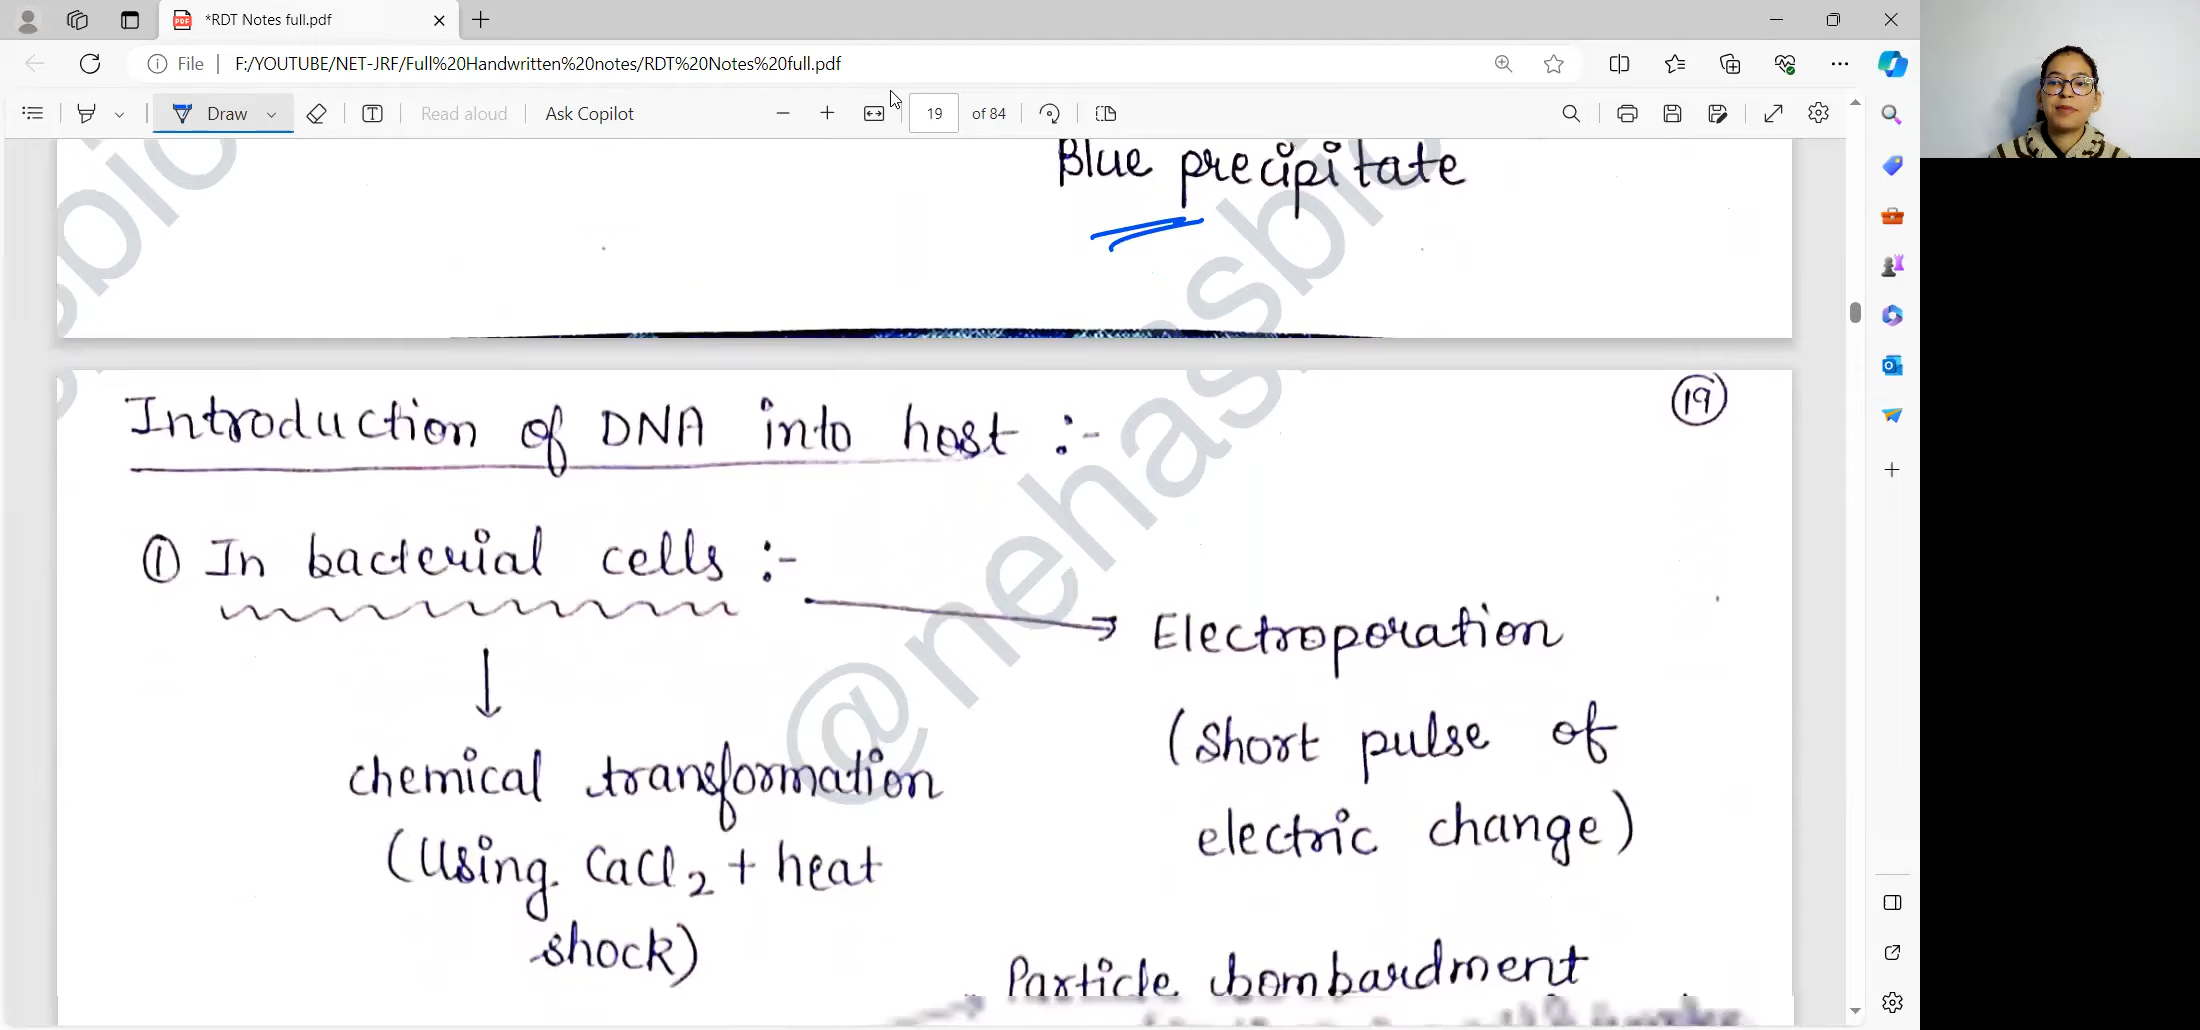 *RDT Notes full.pdf
File F:/YOUTUBE/NET-JRF/Full%20Handwritten%20notes/RDT%20Notes%20full.pdf
Draw Read aloud Ask Copilot 19 of 84
Blue precipitate
Introduction of DNA into host :-
19
① In bacterial cells :-
Electroporation
(Short pulse of
electric change)
chemical transformation
(Using CaCl2 + heat
shock)
Particle bombardment
@nehasbio